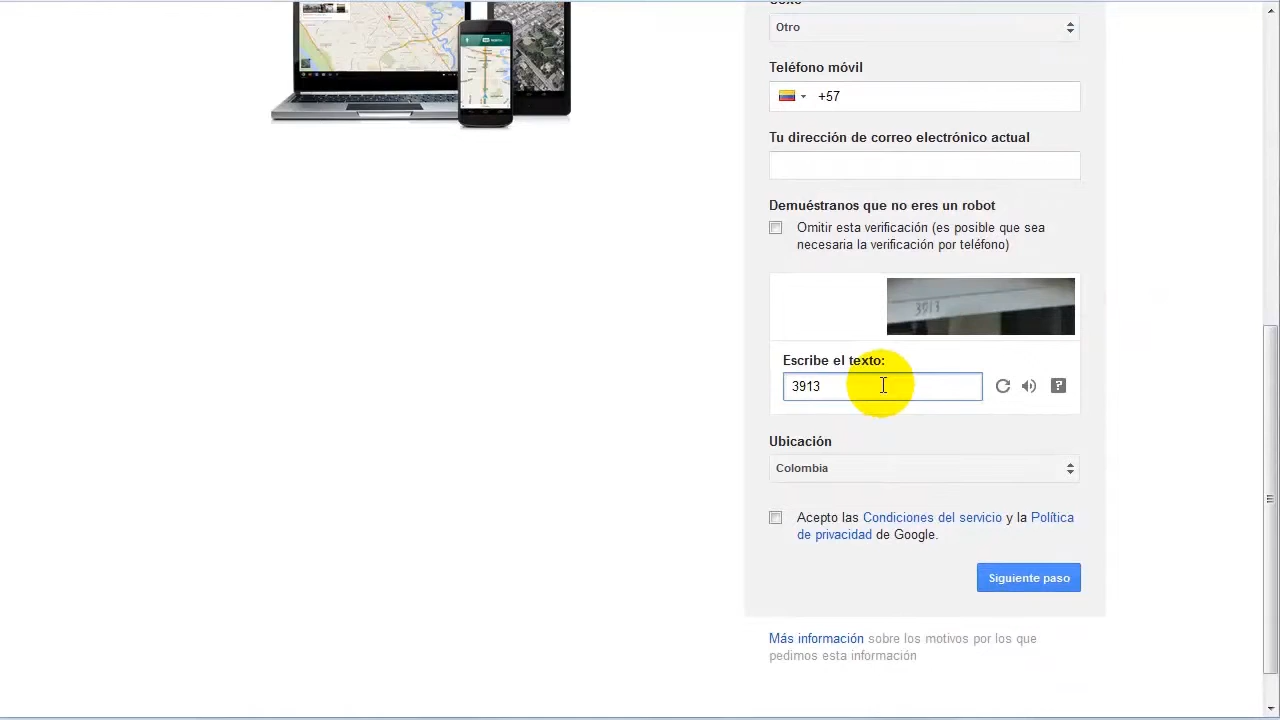 Otro
Teléfono móvil
Tu dirección de correo electrónico actual
Demuéstranos que no eres un robot
Omitir esta verificación (es posible que sea
necesaria la verificación por teléfono)
3913
Escribe el texto:
3913
?
Ubicación
Colombia
Acepto las Condiciones del servicio y la Política
de privacidad de Google.
Siguiente paso
Más información sobre los motivos por los que
pedimos esta información